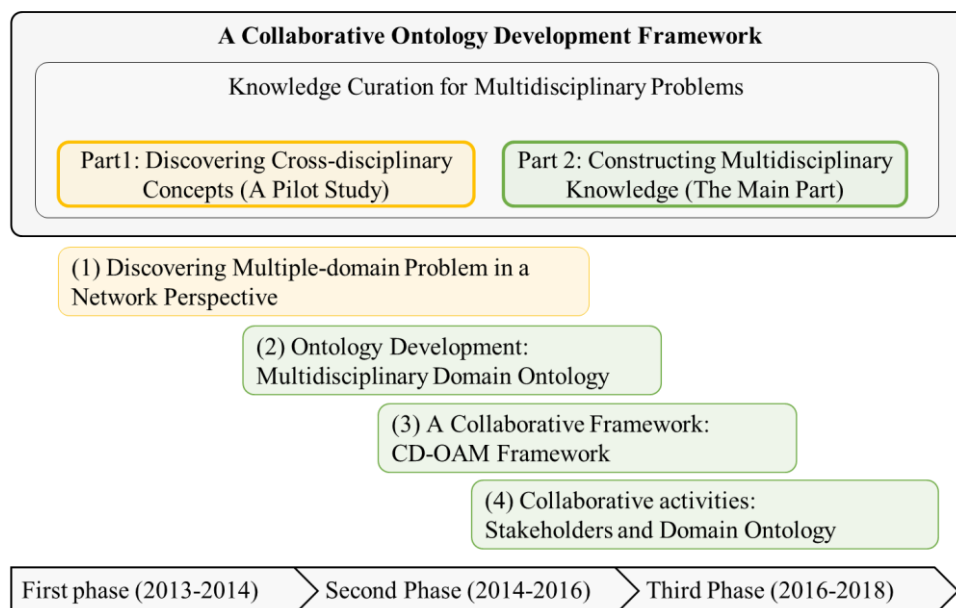 A Collaborative Ontology Development Framework
Knowledge Curation for Multidisciplinary Problems
Part1: Discovering Cross-disciplinary
Concepts (A Pilot Study)
Part 2: Constructing Multidisciplinary
Knowledge (The Main Part)
(1) Discovering Multiple-domain Problem in a
Network Perspective
(2) Ontology Development:
Multidisciplinary Domain Ontology
(3) A Collaborative Framework:
CD-OAM Framework
(4) Collaborative activities:
Stakeholders and Domain Ontology
First phase (2013-2014)
Second Phase (2014-2016)
Third Phase (2016-2018)